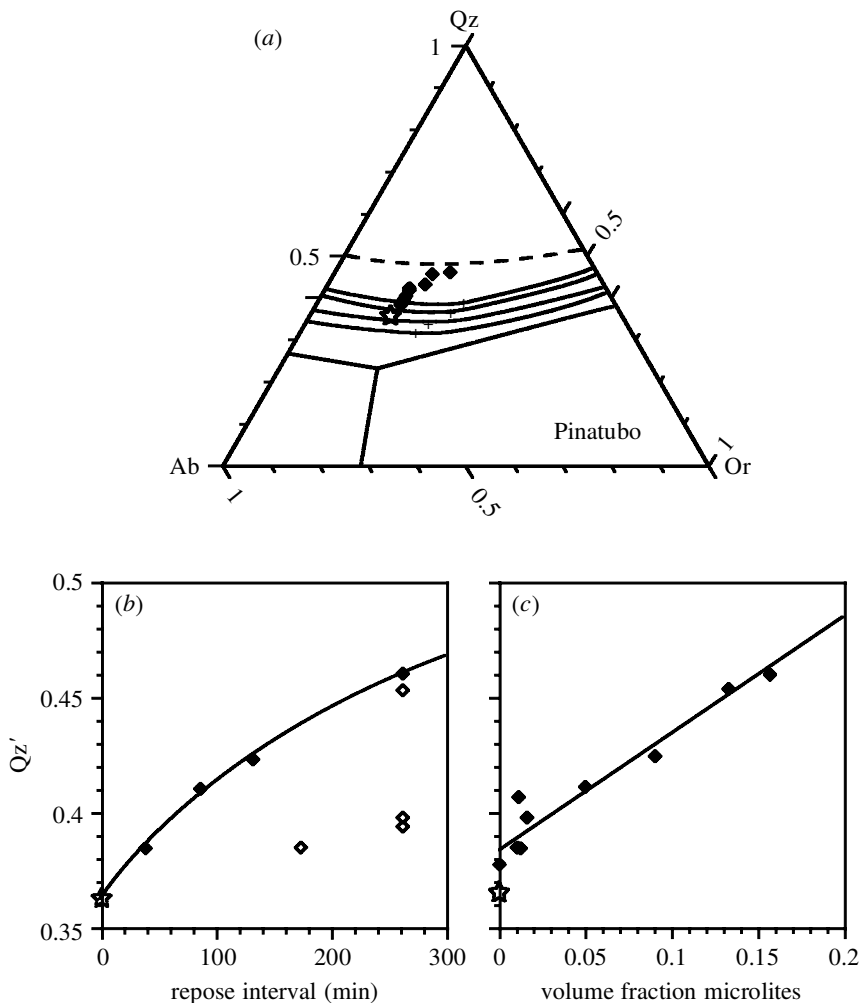 (a)
Qz
1
0.5
0.5
Pinatubo
Ab
1
0.5
1
Or
0.5
0.45
0.4
0.35
Qz′
(b)
0
100
200
300
repose interval (min)
(c)
0
0.05
0.1
0.15
0.2
volume fraction microlites